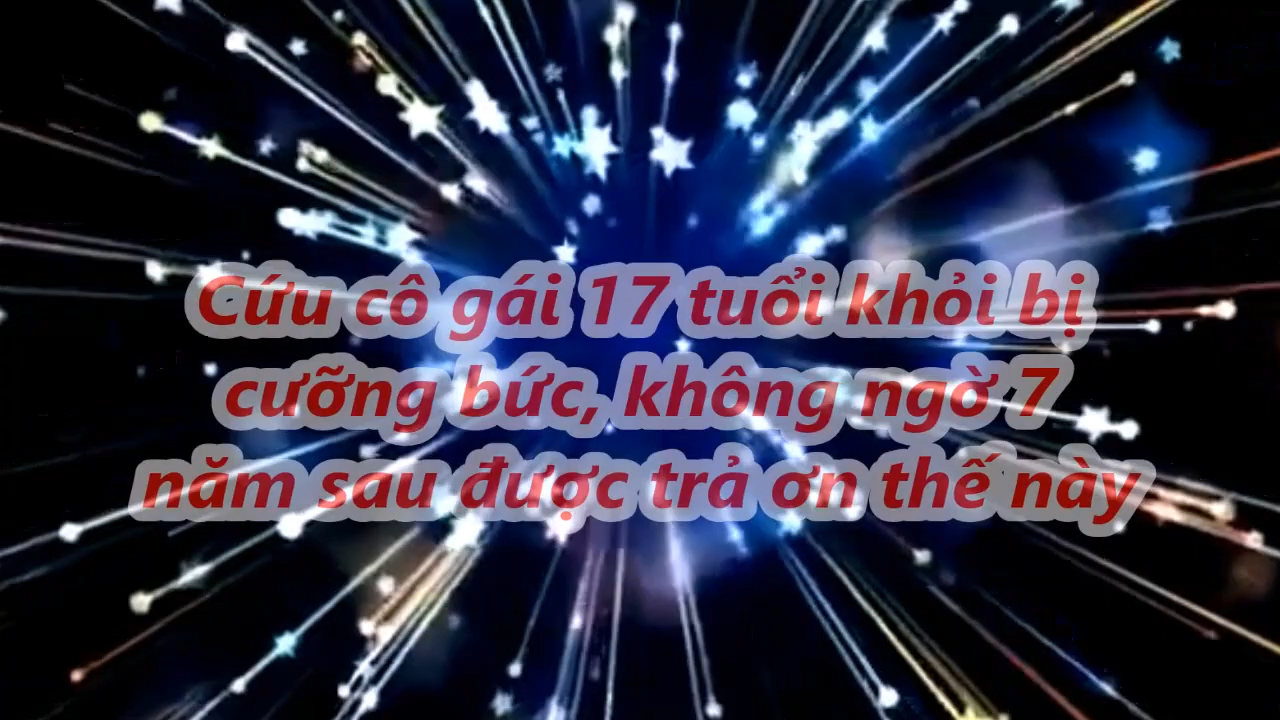 Cứu cô gái 17 tuổi khỏi bị
cưỡng bức, không ngờ 7
năm sau được trả ơn thế này